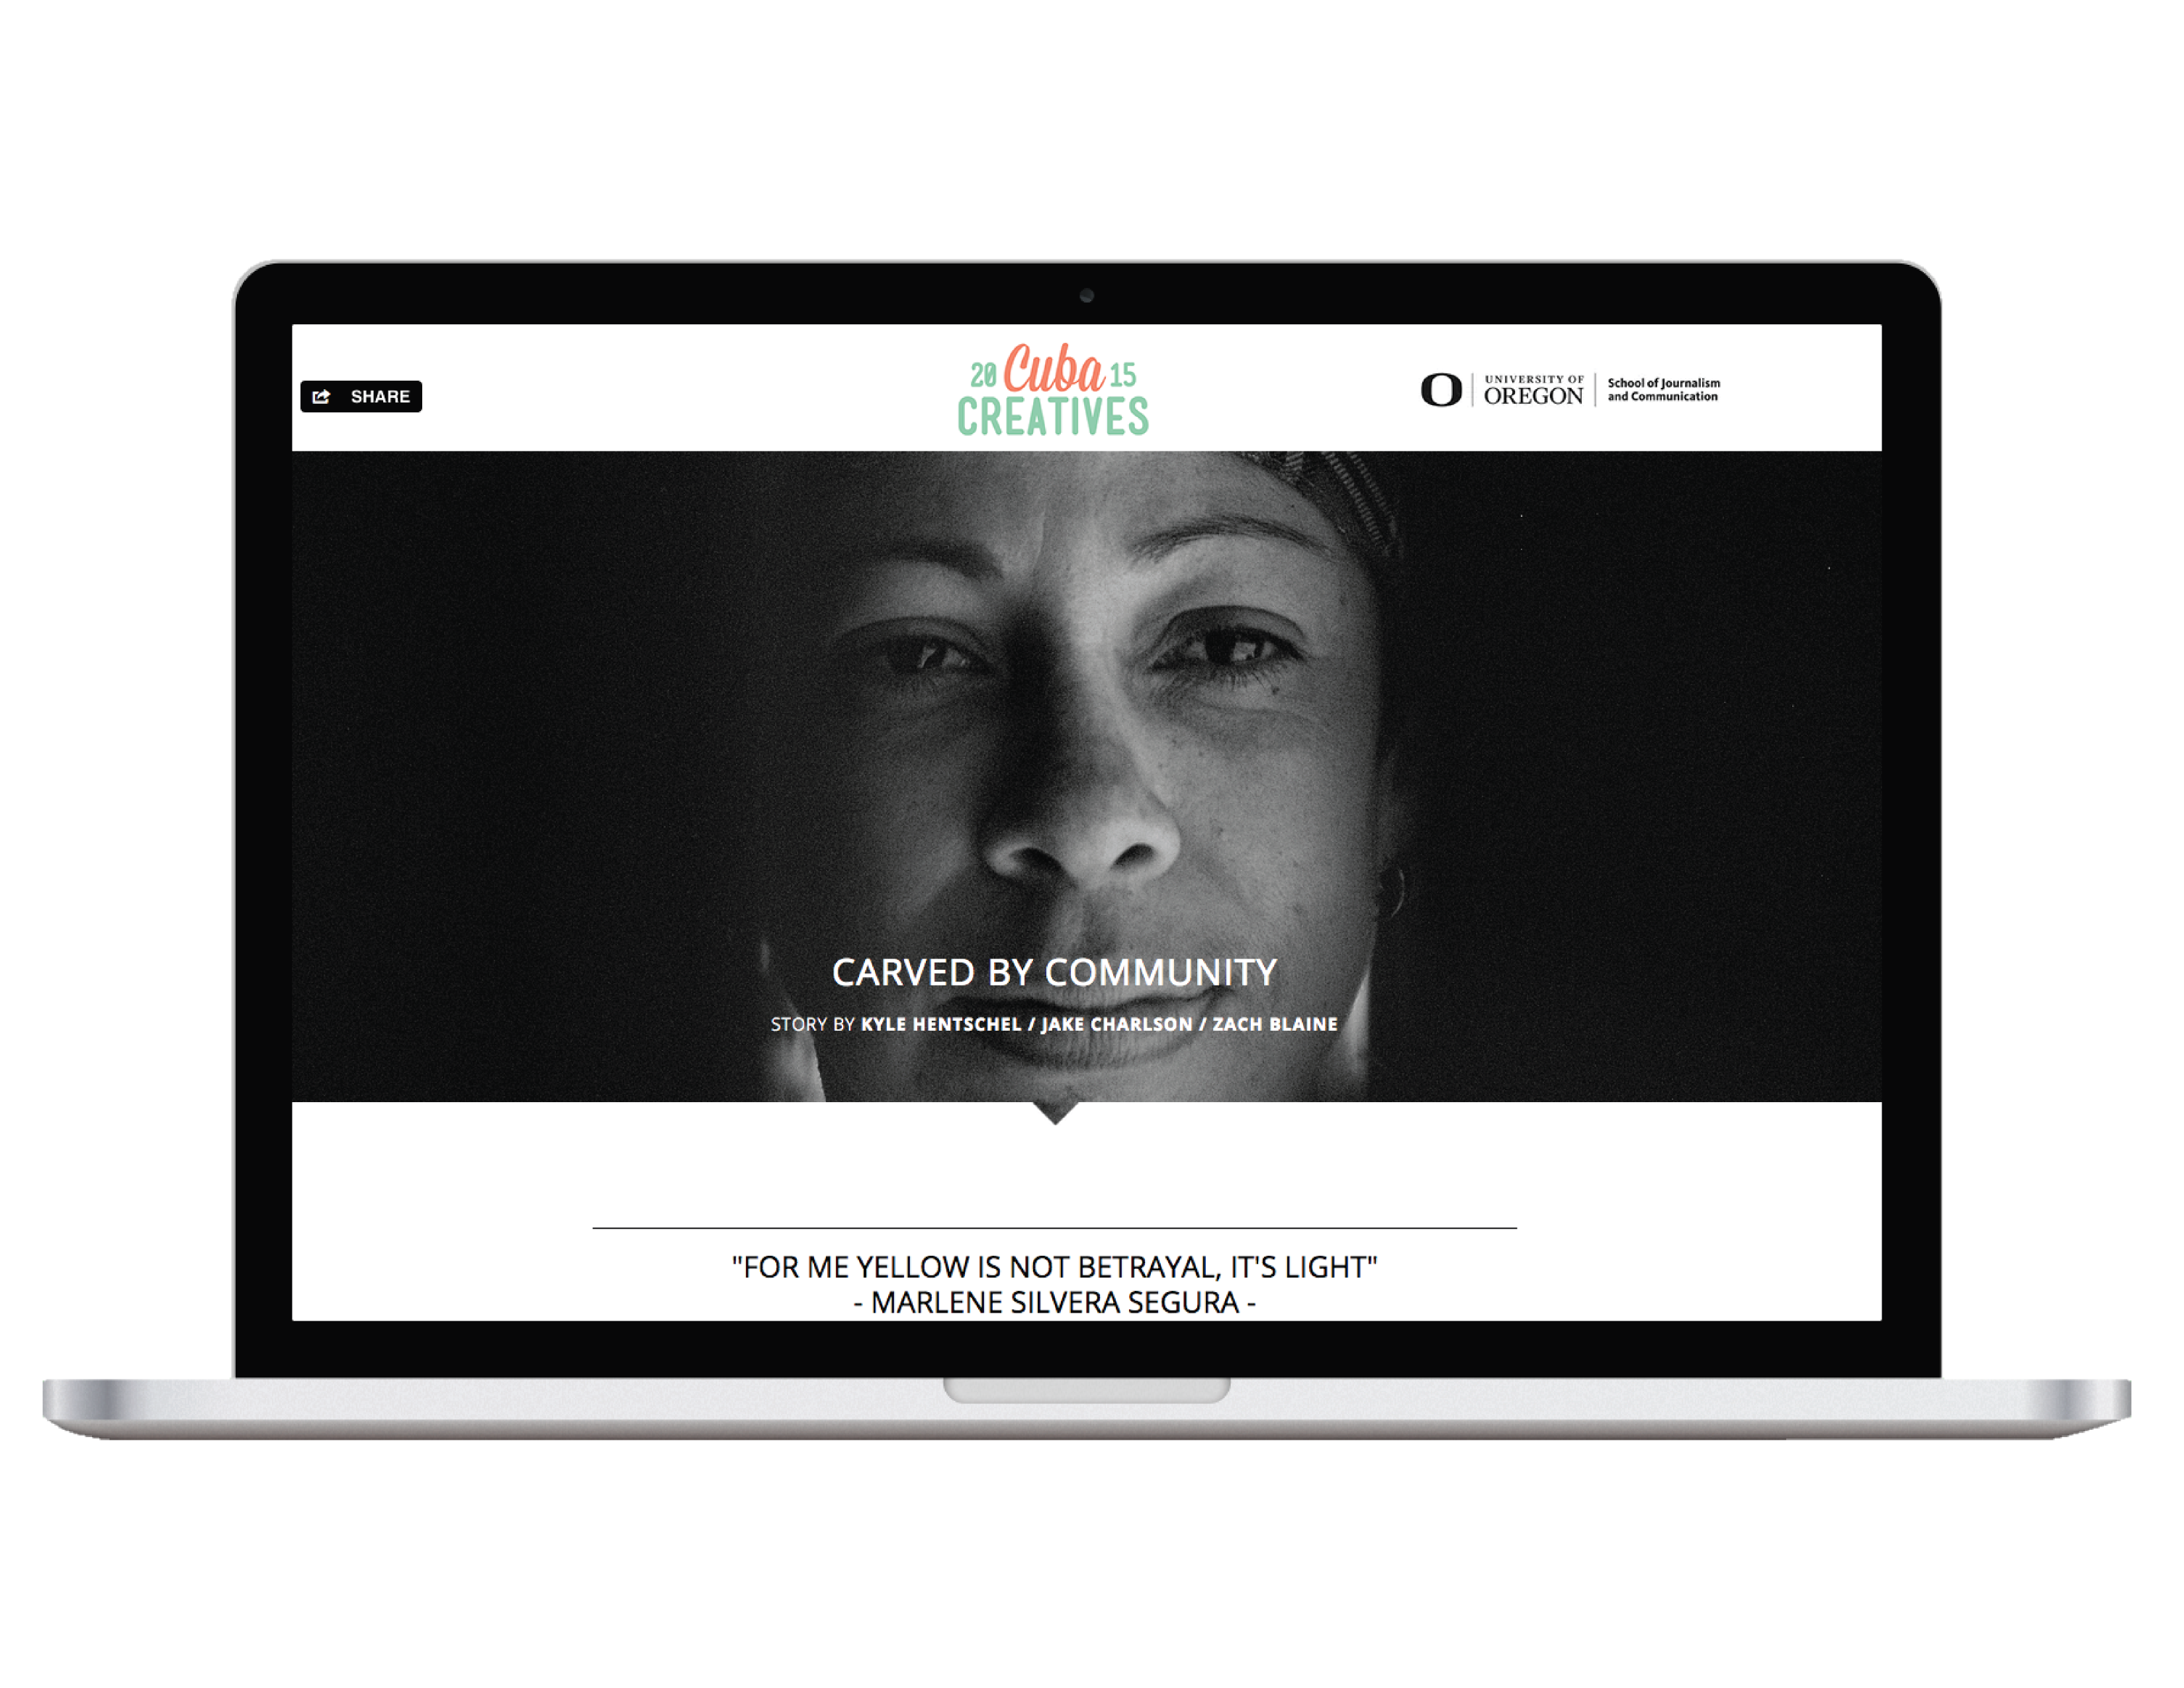 SHARE
20 Cuba 15
CREATIVES
O UNIVERSITY OF
OREGON
School of Journalism
and Communication
CARVED BY COMMUNITY
STORY BY KYLE HENTSCHEL / JAKE CHARLSON / ZACH BLAINE
"FOR ME YELLOW IS NOT BETRAYAL, IT'S LIGHT"
- MARLENE SILVERA SEGURA -